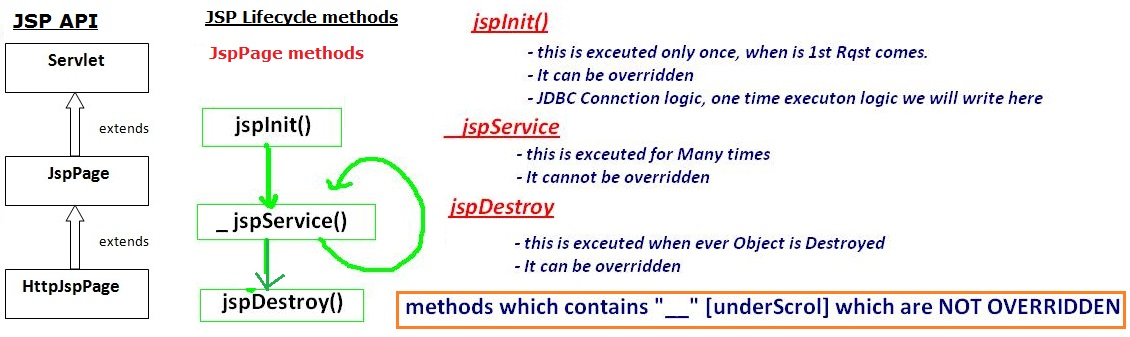 JSP API
Servlet
extends
JspPage
extends
HttpJspPage
JSP Lifecycle methods
JspPage methods
jspInit()
_ jspService()
jspDestroy()
jspInit()
- this is exceuted only once, when is 1st Rqst comes.
- It can be overridden
- JDBC Connction logic, one time executon logic we will write here
__jspService
- this is exceuted for Many times
- It cannot be overridden
jspDestroy
- this is exceuted when ever Object is Destroyed
- It can be overridden
methods which contains "__" [underScrol] which are NOT OVERRIDDEN